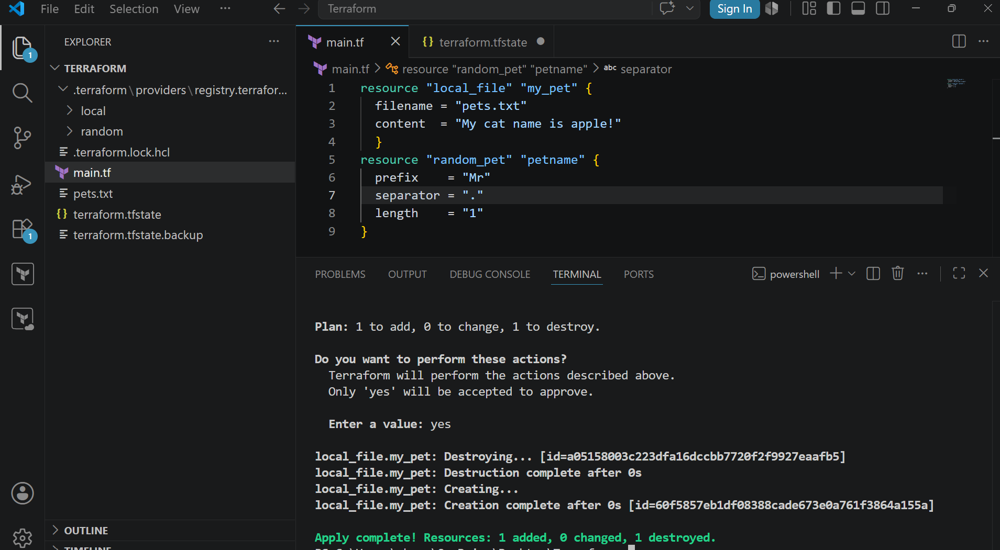 File Edit Selection View ···
Terraform
Sign In
EXPLORER
TERRAFORM
.terraform\providers\registry.terrafor...
local
random
.terraform.lock.hcl
main.tf
pets.txt
{} terraform.tfstate
terraform.tfstate.backup
OUTLINE
TIMELINE
1
1
main.tf
{} terraform.tfstate
main.tf > resource "random_pet" "petname" > abc separator
1 resource "local_file" "my_pet" {
2 filename = "pets.txt"
3 content  = "My cat name is apple!"
4 }
5 resource "random_pet" "petname" {
6 prefix    = "Mr"
7 separator = "."
8 length    = "1"
9 }
PROBLEMS OUTPUT DEBUG CONSOLE TERMINAL PORTS
powershell
Plan: 1 to add, 0 to change, 1 to destroy.
Do you want to perform these actions?
Terraform will perform the actions described above.
Only 'yes' will be accepted to approve.
Enter a value: yes
local_file.my_pet: Destroying... [id=a05158003c223dfa16dccbb7720f2f9927eaafb5]
local_file.my_pet: Destruction complete after 0s
local_file.my_pet: Creating...
local_file.my_pet: Creation complete after 0s [id=60f5857eb1df08388cade673e0a761f3864a155a]
Apply complete! Resources: 1 added, 0 changed, 1 destroyed.